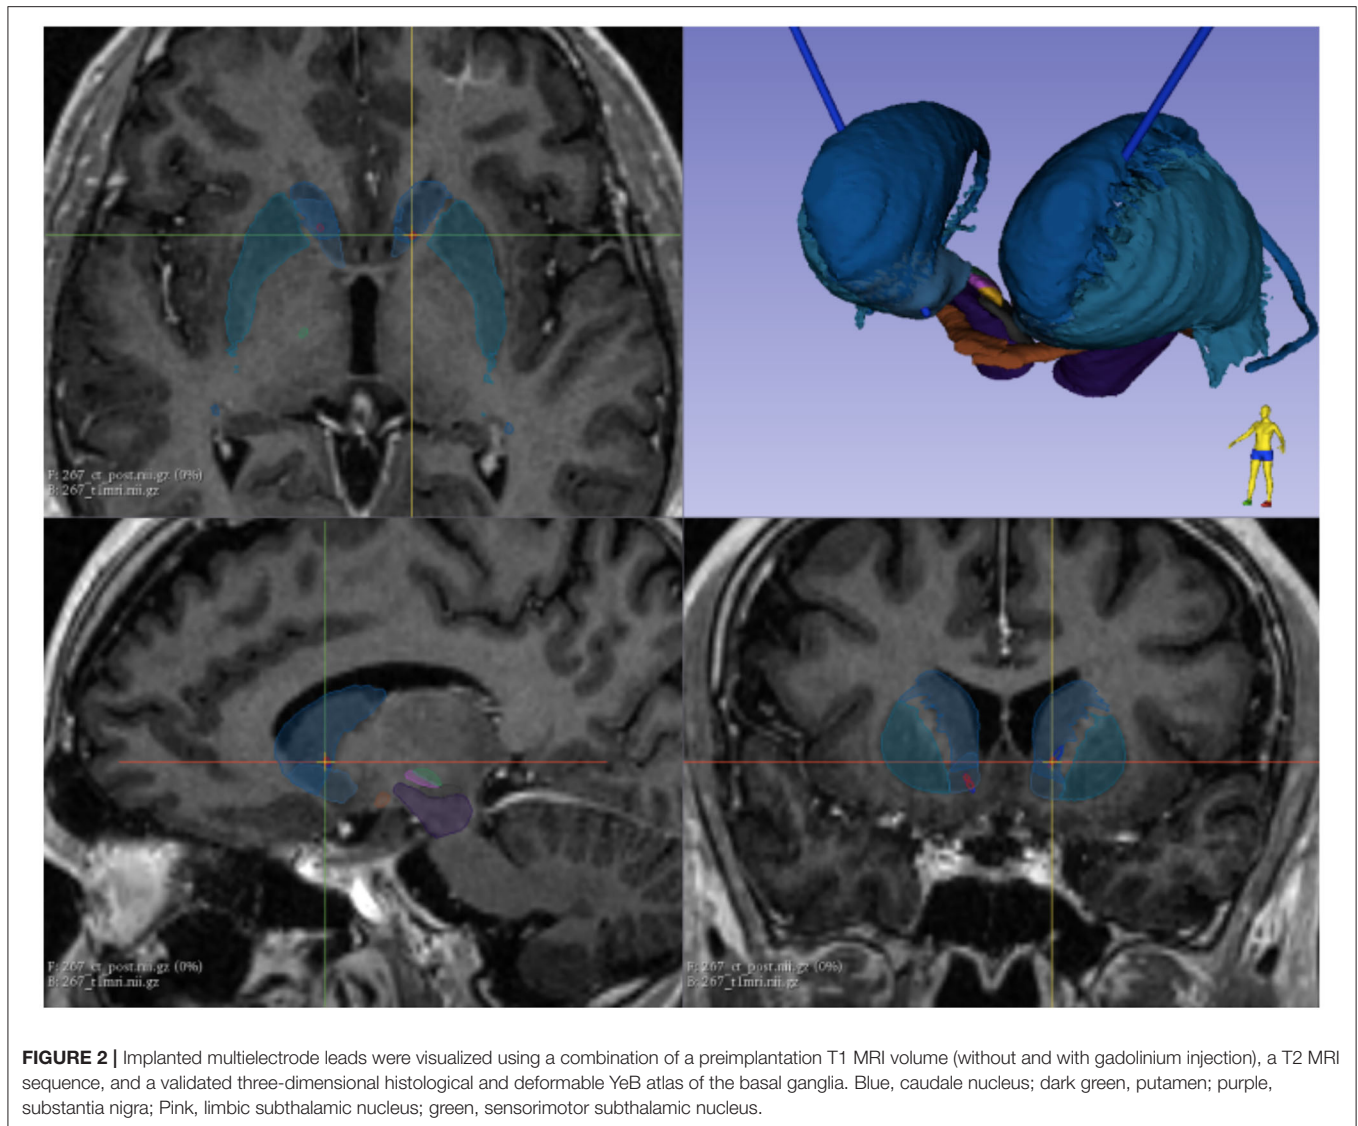 F: 267_ct_post.nii.gz (0%)
B: 267_t1mri.nii.gz
F: 267_ct_post.nii.gz (0%)
B: 267_t1mri.nii.gz
F: 267_ct_post.nii.gz (0%)
B: 267_t1mri.nii.gz
FIGURE 2 | Implanted multielectrode leads were visualized using a combination of a preimplantation T1 MRI volume (without and with gadolinium injection), a T2 MRI
sequence, and a validated three-dimensional histological and deformable YeB atlas of the basal ganglia. Blue, caudale nucleus; dark green, putamen; purple,
substantia nigra; Pink, limbic subthalamic nucleus; green, sensorimotor subthalamic nucleus.